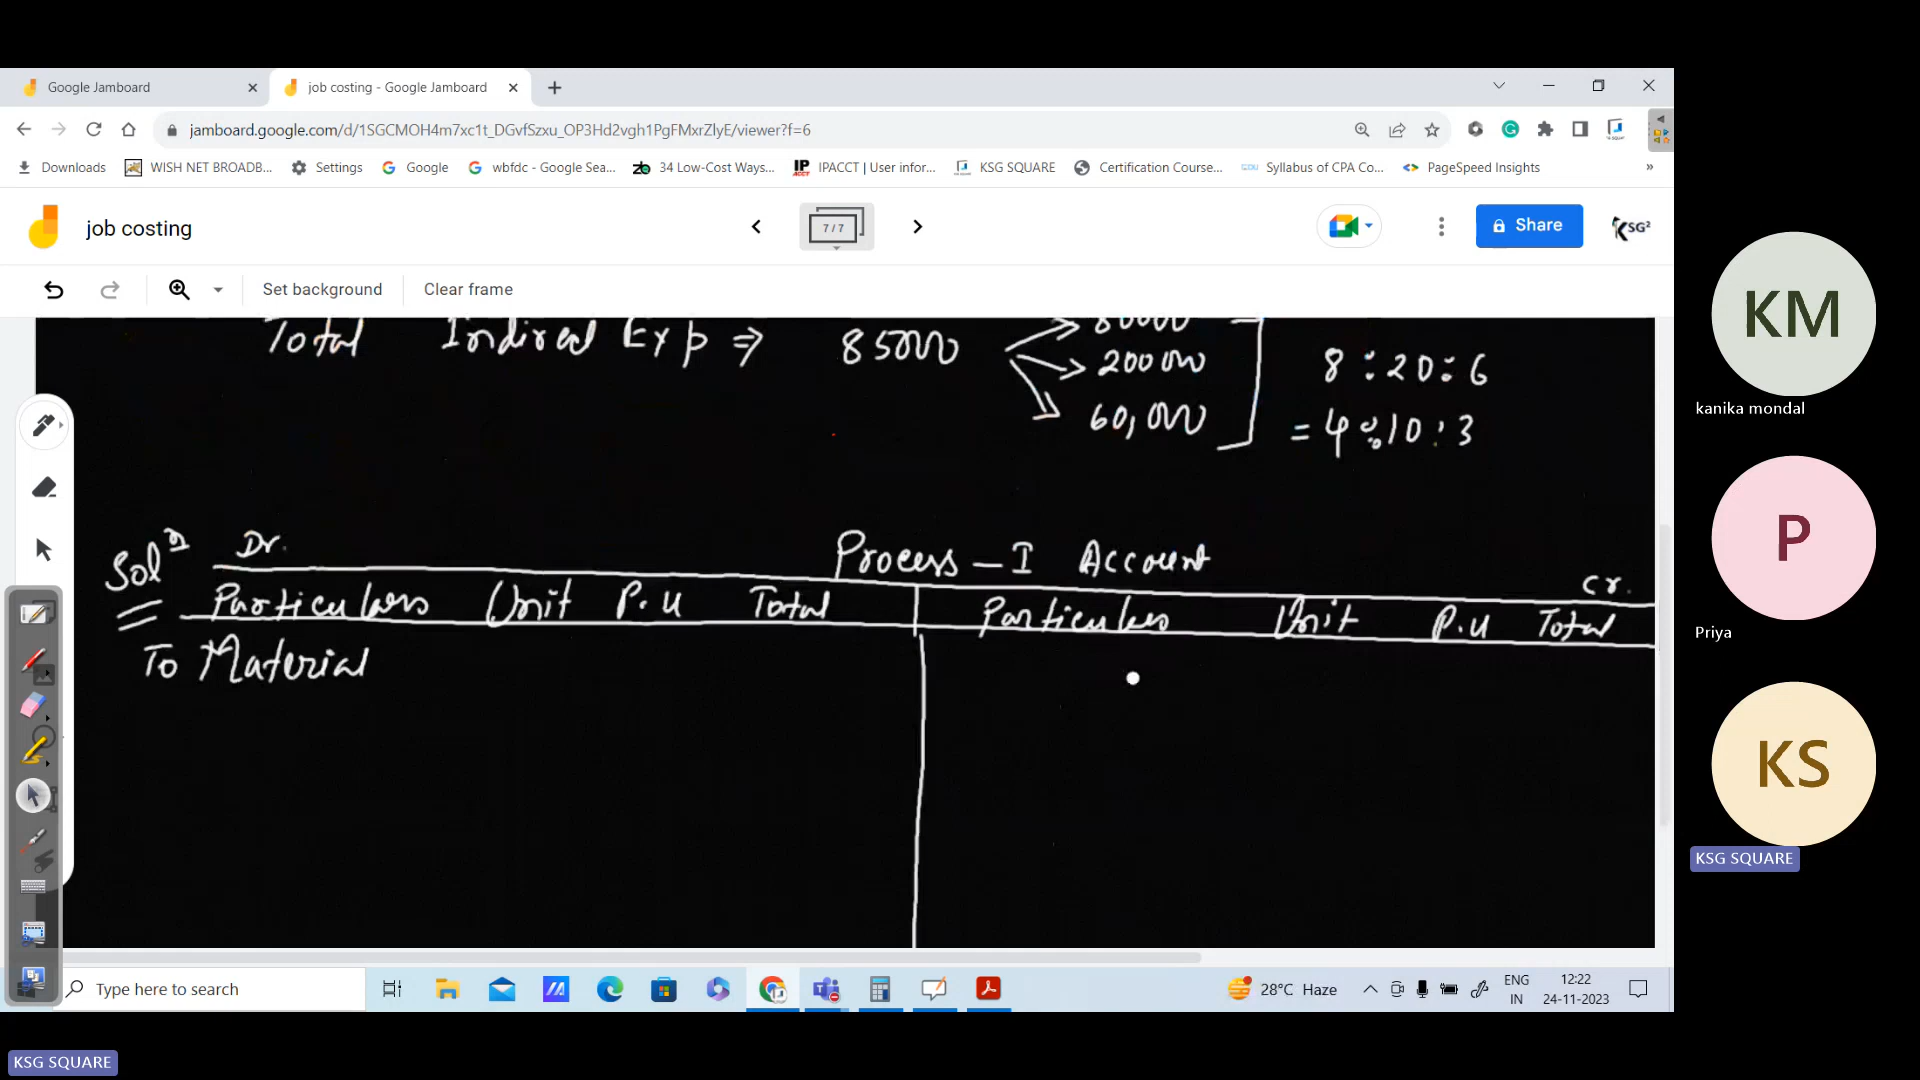 Google Jamboard
job costing - Google Jamboard
jamboard.google.com/d/1SGCMOH4m7xc1t_DGvfSzxu_OP3Hd2vgh1PgFMxrZlyE/viewer?f=6
Downloads WISH NET BROADB... Settings Google wbfdc - Google Sea... 34 Low-Cost Ways... IPACCT | User infor... KSG SQUARE Certification Course... Syllabus of CPA Co... PageSpeed Insights »
job costing
7 / 7
Share
KSG²
Set background
Clear frame
Total Indirect Exp ⇒ 85000
80000
200000
60,000
8 : 20 : 6
= 4 : 10 : 3
Solⁿ
Dr. Process - I Account Cr.
Particulars Unit P.U Total Particulars Unit P.U Total
To Material
KM
kanika mondal
P
Priya
KS
KSG SQUARE
Type here to search
28°C Haze
ENG
IN
12:22
24-11-2023
KSG SQUARE